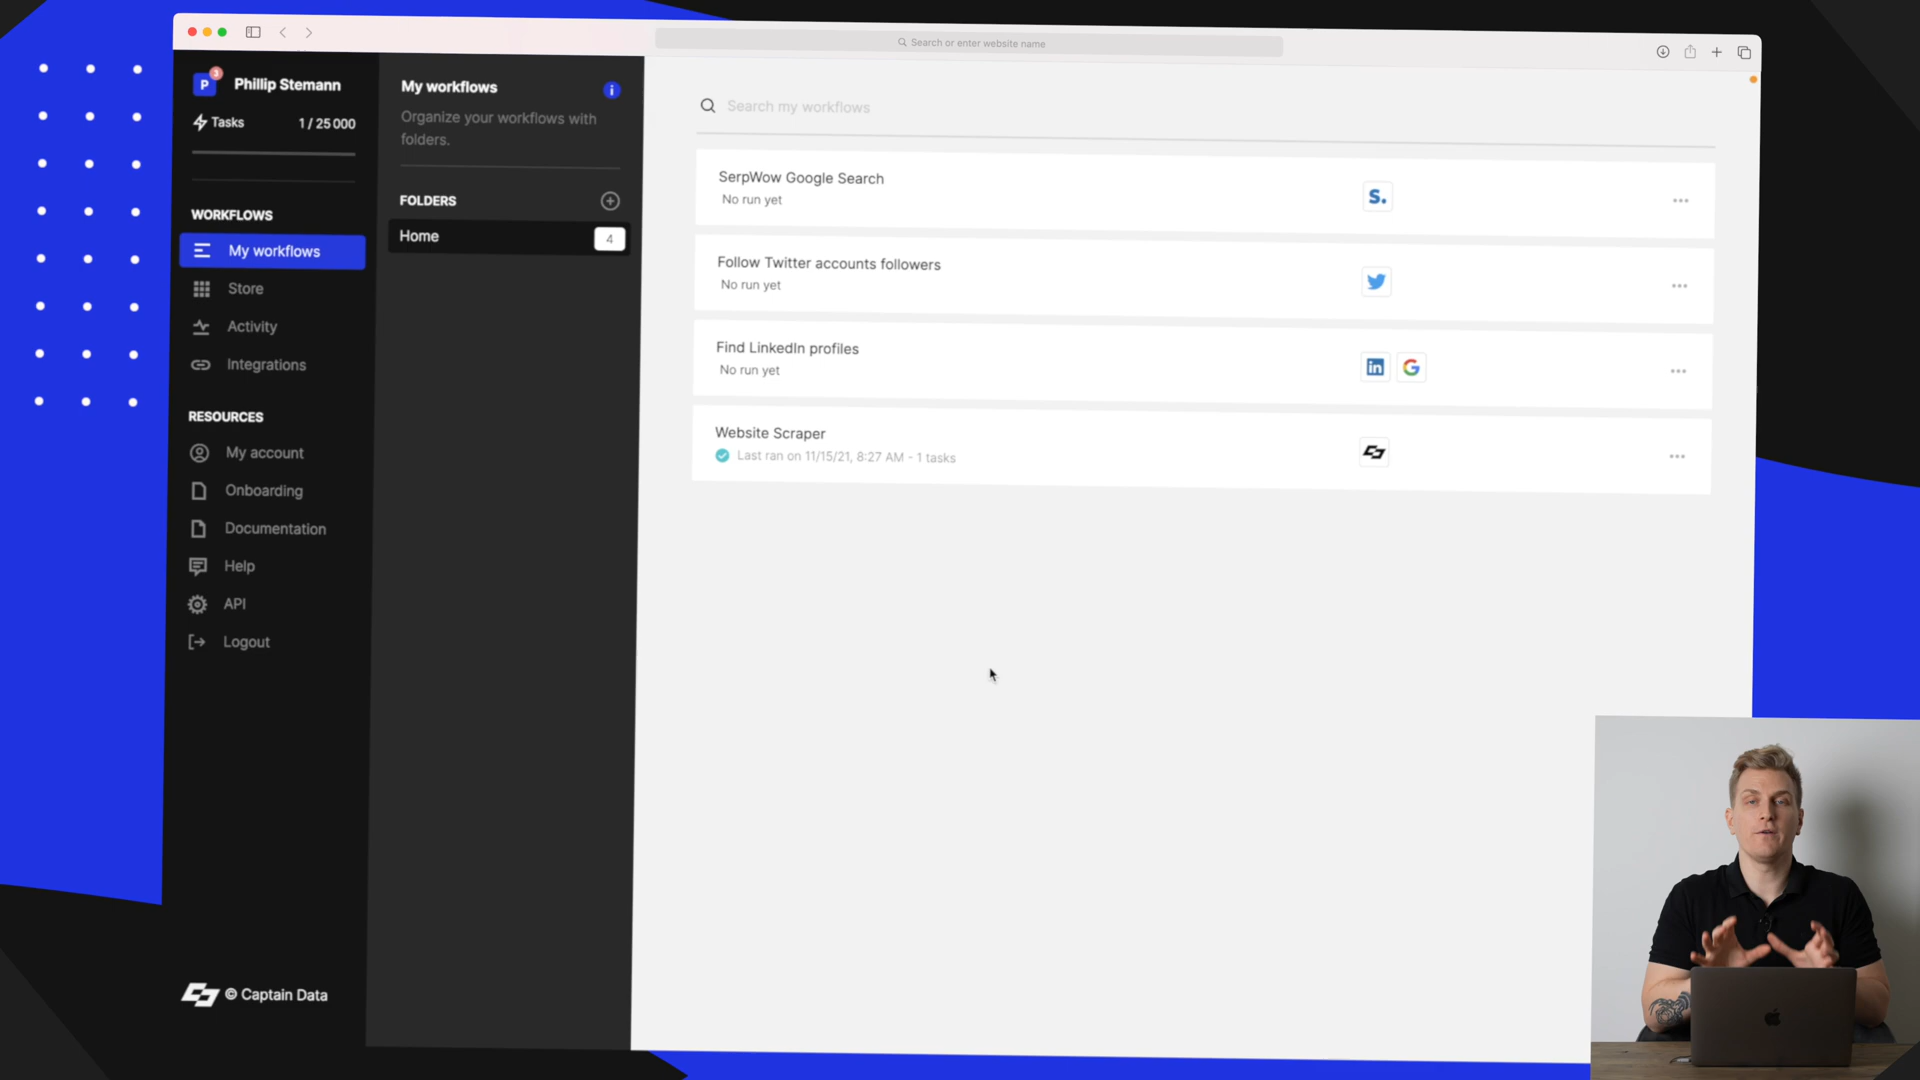 Search or enter website name
P
3
Phillip Stemann
Tasks 1 / 25 000
WORKFLOWS
My workflows
Store
Activity
Integrations
RESOURCES
My account
Onboarding
Documentation
Help
API
Logout
© Captain Data
My workflows
i
Organize your workflows with
folders.
FOLDERS
Home 4
Search my workflows
SerpWow Google Search
No run yet
S.
Follow Twitter accounts followers
No run yet
Find LinkedIn profiles
No run yet
in G
Website Scraper
Last ran on 11/15/21, 8:27 AM - 1 tasks